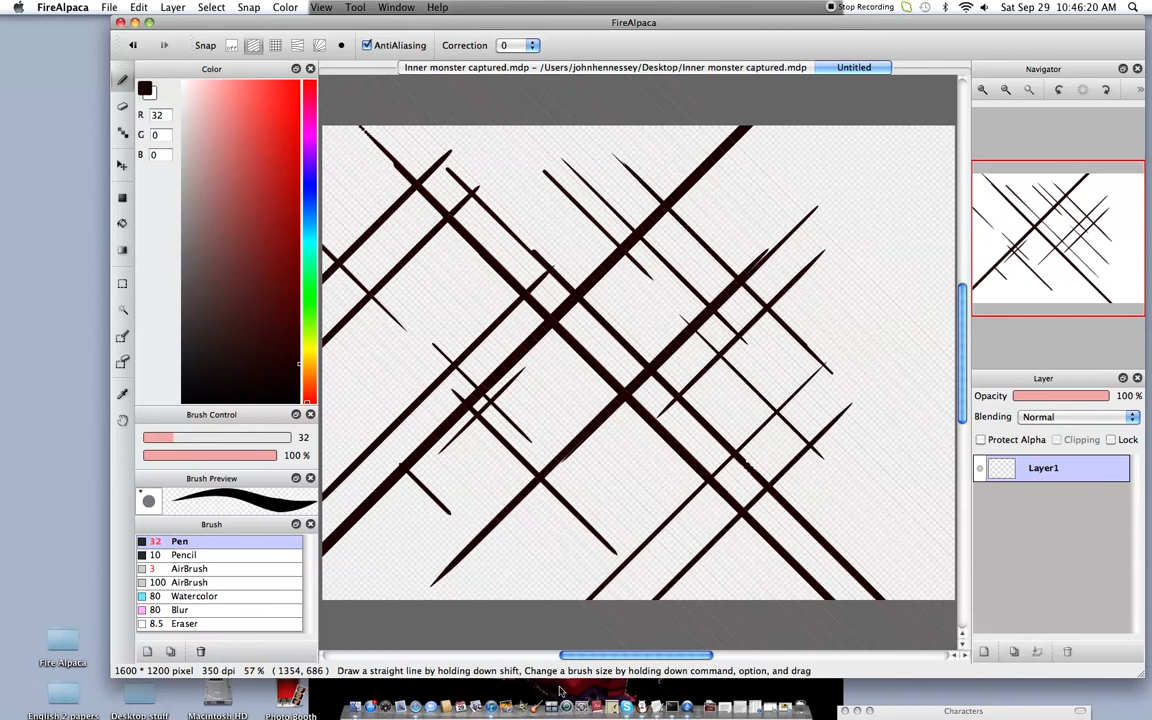 FireAlpaca File Edit Layer Select Snap Color View Tool Window Help Stop Recording Sat Sep 29 10:46:20 AM
FireAlpaca
Snap AntiAliasing Correction 0
Color
Inner monster captured.mdp – /Users/johnhennessey/Desktop/Inner monster captured.mdp Untitled
Navigator
R 32
G 0
B 0
Layer
Opacity 100 %
Blending Normal
Brush Control
Protect Alpha Clipping Lock
32
100 %
Layer1
Brush Preview
Brush
32 Pen
10 Pencil
3 AirBrush
100 AirBrush
80 Watercolor
80 Blur
8.5 Eraser
Fire Alpaca
1600 * 1200 pixel 350 dpi 57 % ( 1354, 686 ) Draw a straight line by holding down shift, Change a brush size by holding down command, option, and drag
English 2 papers Desktop stuff Macintosh HD Photo Booth
Characters